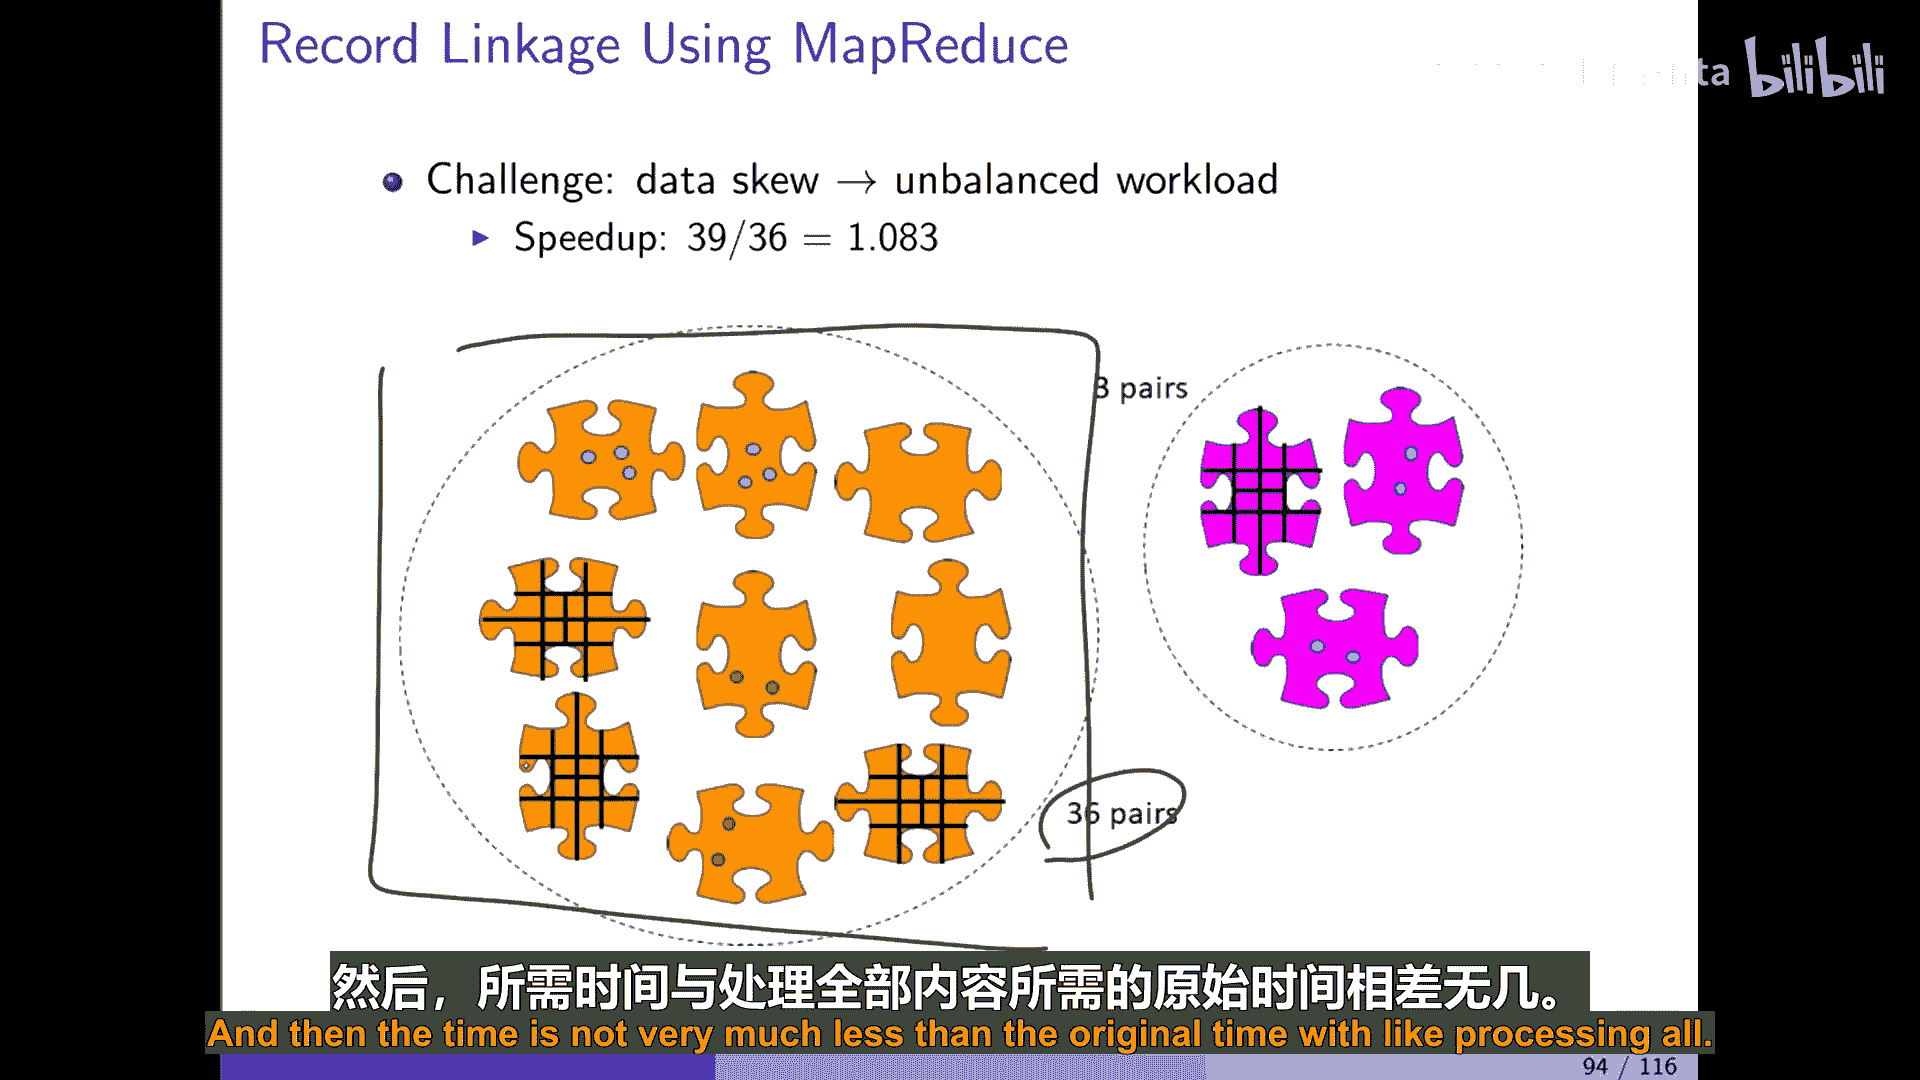 Record Linkage Using MapReduce
ta bilibili
Challenge: data skew → unbalanced workload
Speedup: 39/36 = 1.083
3 pairs
36 pairs
然后，所需时间与处理全部内容所需的原始时间相差无几。
And then the time is not very much less than the original time with like processing all.
94 / 116